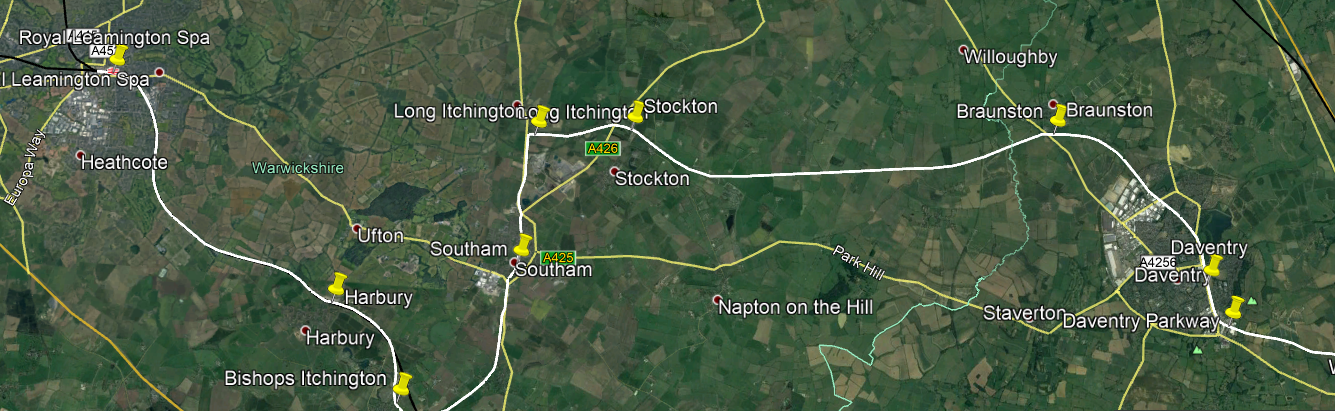 Royal Leamington Spa
A445
A452
l Leamington Spa
Europa Way
Heathcote
Warwickshire
Long Itchington
Long Itchington
Stockton
A426
Stockton
Willoughby
Braunston
Braunston
Ufton
Southam
A425
Southam
Park Hill
Daventry
A4256
Daventry
Harbury
Harbury
Napton on the Hill
Staverton
Daventry Parkway
Bishops Itchington